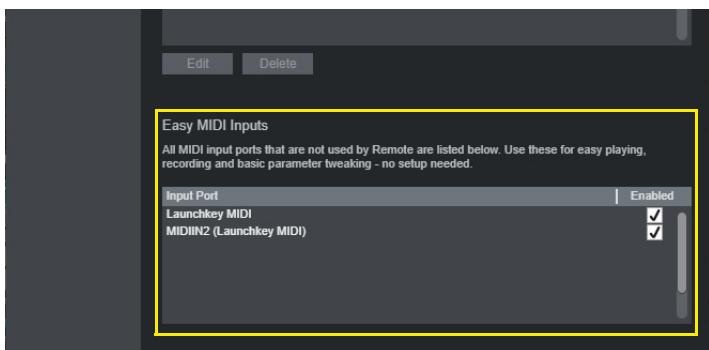 Edit Delete
Easy MIDI Inputs
All MIDI input ports that are not used by Remote are listed below. Use these for easy playing,
recording and basic parameter tweaking - no setup needed.
Input Port Enabled
Launchkey MIDI
MIDIIN2 (Launchkey MIDI)